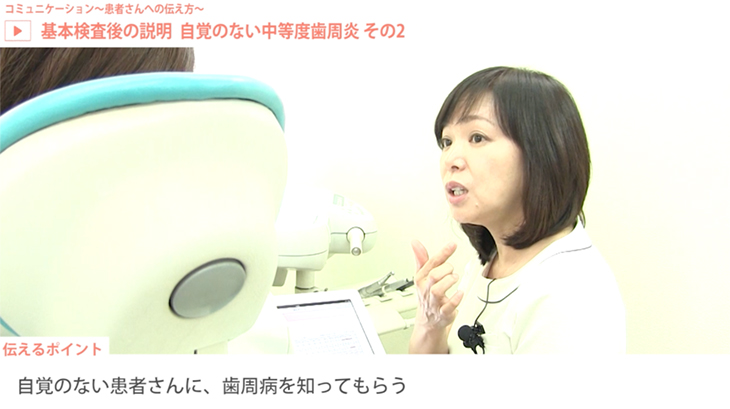 コミュニケーション〜患者さんへの伝え方〜
基本検査後の説明 自覚のない中等度歯周炎 その2
伝えるポイント
自覚のない患者さんに、歯周病を知ってもらう